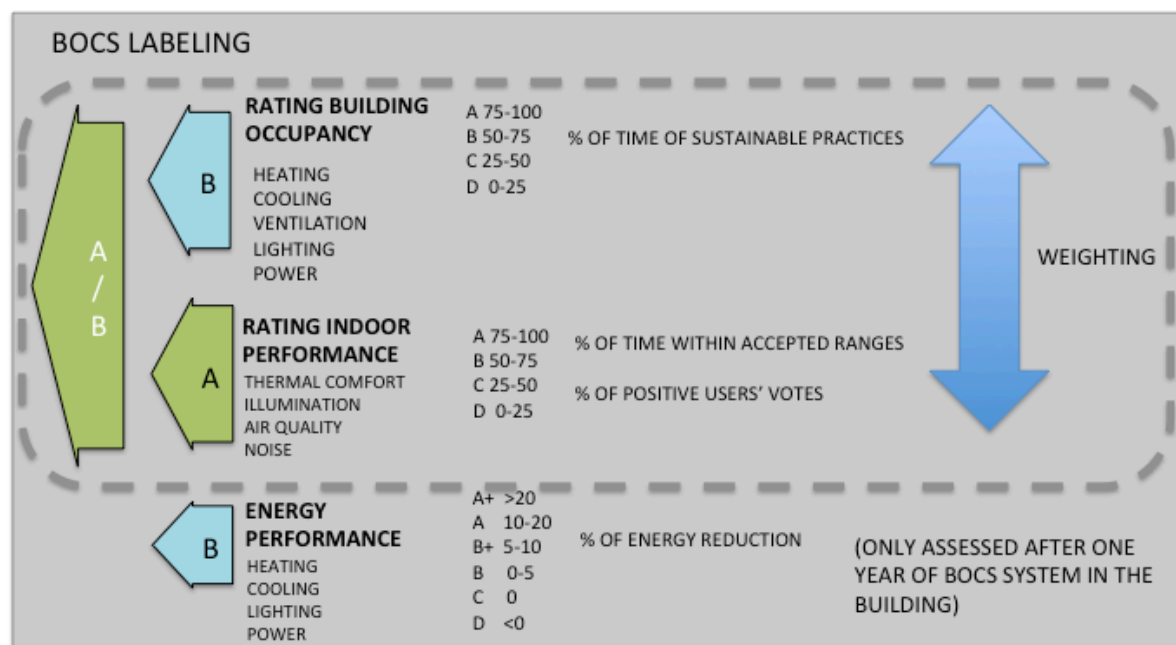 BOCS LABELING
A
/
B
B
RATING BUILDING
OCCUPANCY
HEATING
COOLING
VENTILATION
LIGHTING
POWER
A 75-100
B 50-75
C 25-50
D 0-25
% OF TIME OF SUSTAINABLE PRACTICES
WEIGHTING
A
RATING INDOOR
PERFORMANCE
THERMAL COMFORT
ILLUMINATION
AIR QUALITY
NOISE
A 75-100
B 50-75
C 25-50
D 0-25
% OF TIME WITHIN ACCEPTED RANGES
% OF POSITIVE USERS' VOTES
B
ENERGY
PERFORMANCE
HEATING
COOLING
LIGHTING
POWER
A+ >20
A 10-20
B+ 5-10
B 0-5
C 0
D <0
% OF ENERGY REDUCTION
(ONLY ASSESSED AFTER ONE
YEAR OF BOCS SYSTEM IN THE
BUILDING)